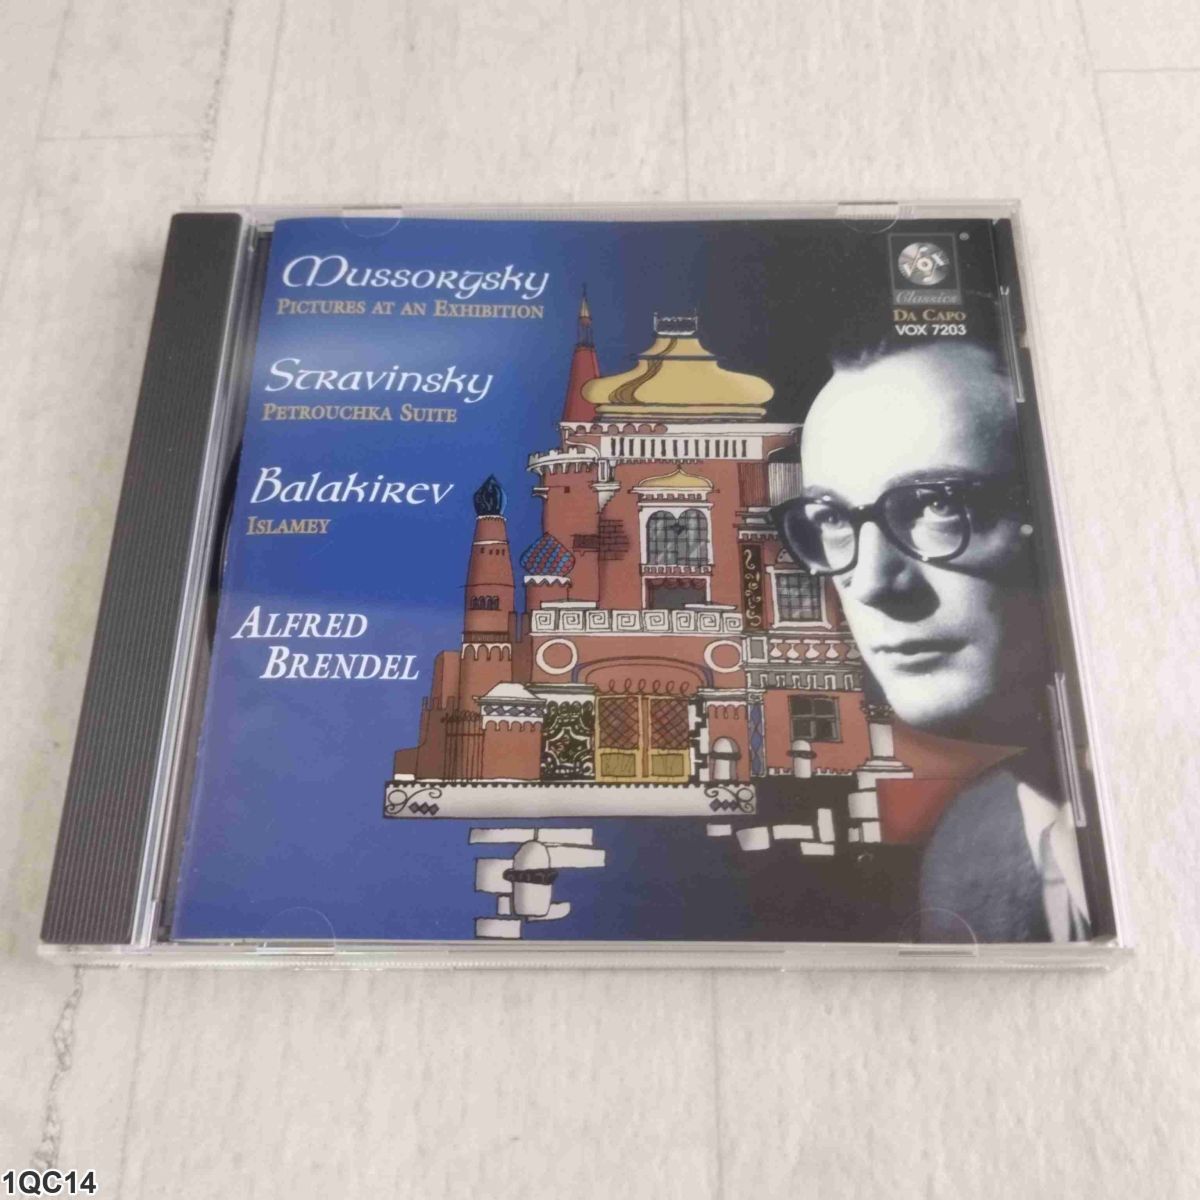 Mussorgsky
PICTURES AT AN EXHIBITION
Stravinsky
PETROUCHKA SUITE
Balakirev
ISLAMEY
ALFRED
BRENDEL
VOX
®
Classics
DA CAPO
VOX 7203
1QC14